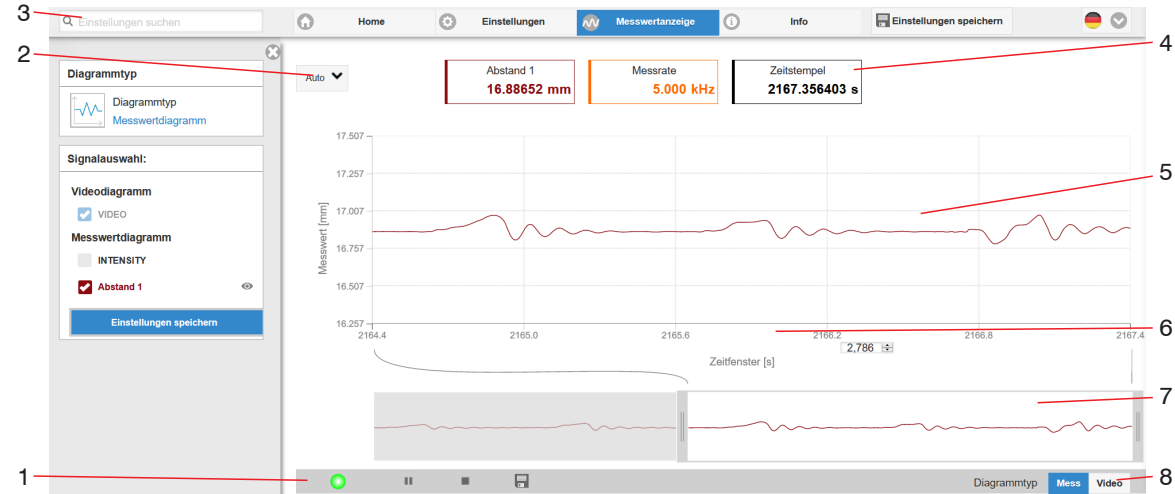 3
Einstellungen suchen
Home
Einstellungen
Messwertanzeige
Info
Einstellungen speichern
4
2
Auto
Abstand 1
16.88652 mm
Messrate
5.000 kHz
Zeitstempel
2167.356403 s
Diagrammtyp
Diagrammtyp
Messwertdiagramm
Signalauswahl:
Videodiagramm
VIDEO
Messwertdiagramm
INTENSITY
Abstand 1
Einstellungen speichern
Messwert [mm]
17.507
17.257
17.007
16.757
16.507
16.257
5
2164.4
2165.0
2165.6
2166.2
2166.8
2167.4
6
2,786
Zeitfenster [s]
7
1
Diagrammtyp
Mess
Video
8